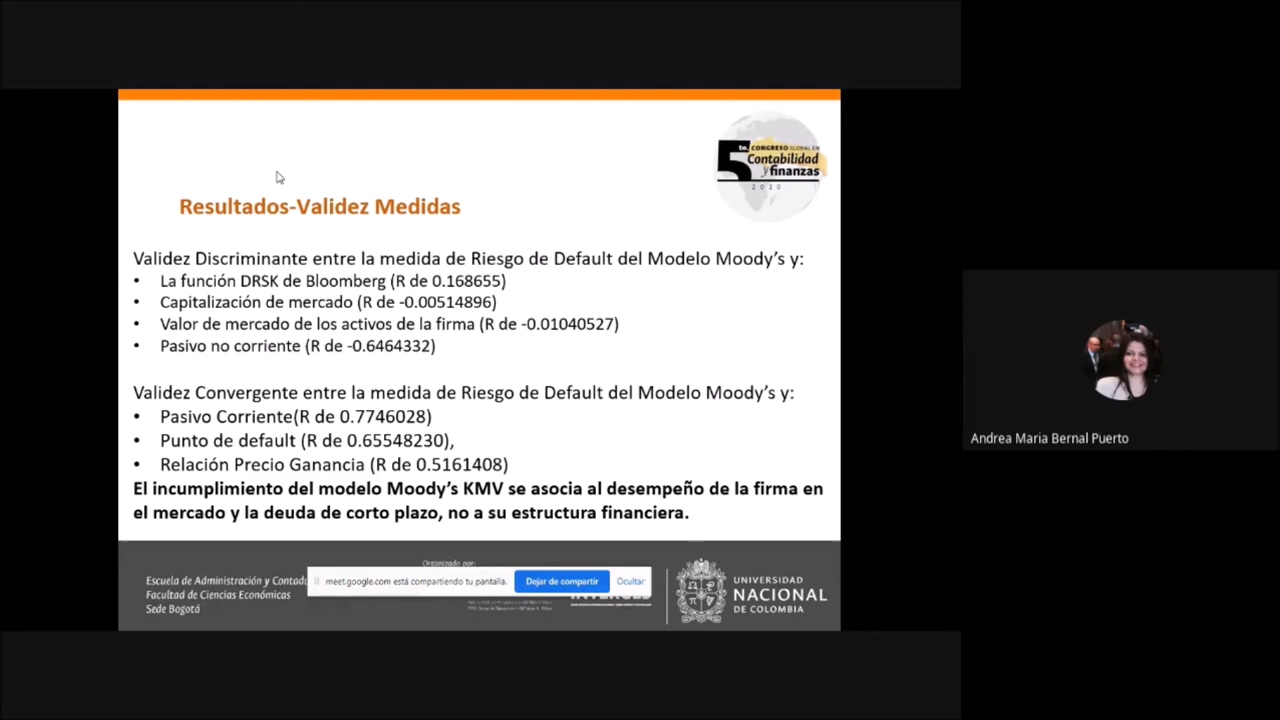 5to. CONGRESO GLOBAL EN
Contabilidad
y finanzas
2020
Resultados-Validez Medidas
Validez Discriminante entre la medida de Riesgo de Default del Modelo Moody's y:
• La función DRSK de Bloomberg (R de 0.168655)
• Capitalización de mercado (R de -0.00514896)
• Valor de mercado de los activos de la firma (R de -0.01040527)
• Pasivo no corriente (R de -0.6464332)
Validez Convergente entre la medida de Riesgo de Default del Modelo Moody's y:
• Pasivo Corriente(R de 0.7746028)
• Punto de default (R de 0.65548230),
• Relación Precio Ganancia (R de 0.5161408)
El incumplimiento del modelo Moody's KMV se asocia al desempeño de la firma en
el mercado y la deuda de corto plazo, no a su estructura financiera.
Organizado por:
Escuela de Administración y Contadu
Facultad de Ciencias Económicas
Sede Bogotá
meet.google.com está compartiendo tu pantalla.
Dejar de compartir
Ocultar
UNIVERSIDAD
NACIONAL
DE COLOMBIA
Andrea Maria Bernal Puerto